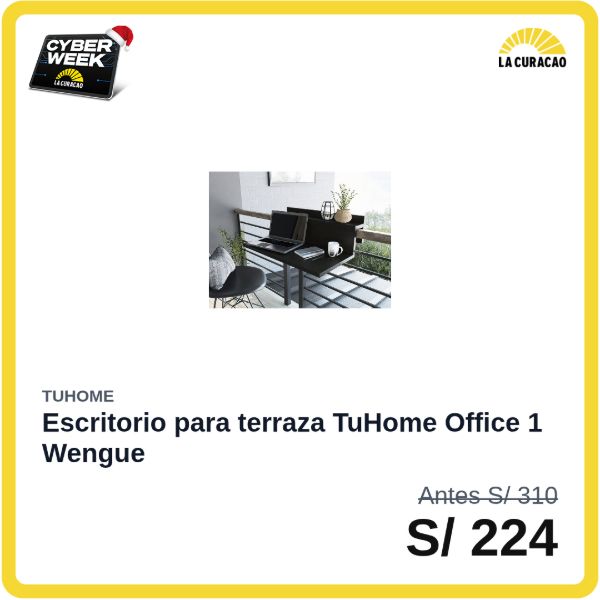 CYBER
WEEK
LA CURACAO
LA CURACAO
TUHOME
Escritorio para terraza TuHome Office 1
Wengue
Antes S/ 310
S/ 224